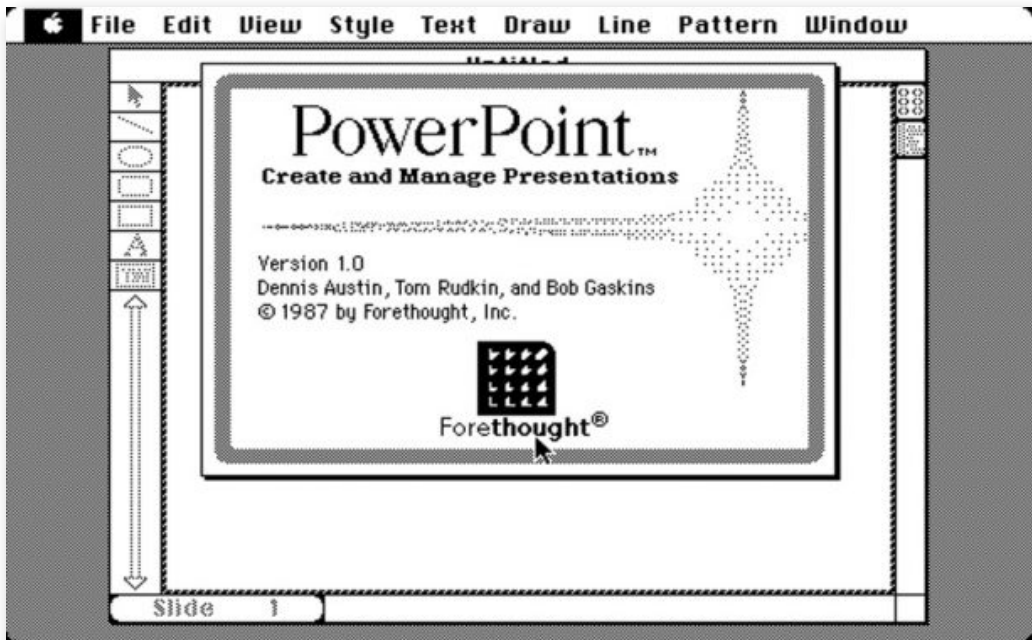 File Edit View Style Text Draw Line Pattern Window
Untitled
PowerPoint™
Create and Manage Presentations
Version 1.0
Dennis Austin, Tom Rudkin, and Bob Gaskins
© 1987 by Forethought, Inc.
Forethought®
A
Slide 1